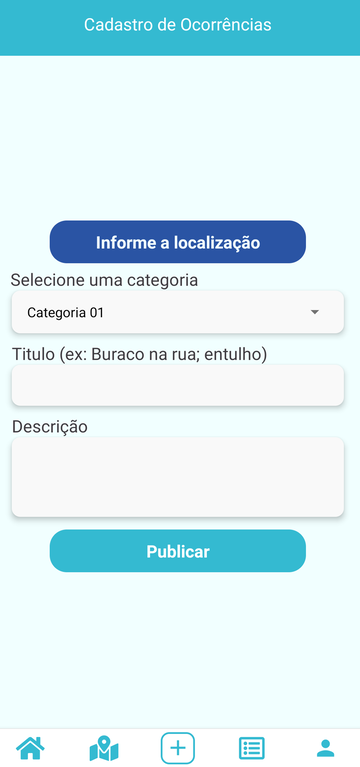 Cadastro de Ocorrências
Informe a localização
Selecione uma categoria
Categoria 01
Titulo (ex: Buraco na rua; entulho)
Descrição
Publicar